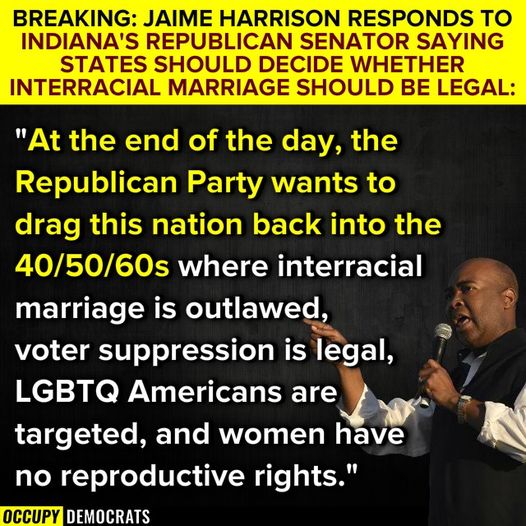 BREAKING: JAIME HARRISON RESPONDS TO
INDIANA'S REPUBLICAN SENATOR SAYING
STATES SHOULD DECIDE WHETHER
INTERRACIAL MARRIAGE SHOULD BE LEGAL:
"At the end of the day, the
Republican Party wants to
drag this nation back into the
40/50/60s where interracial
marriage is outlawed,
voter suppression is legal,
LGBTQ Americans are
targeted, and women have
no reproductive rights."
OCCUPY DEMOCRATS